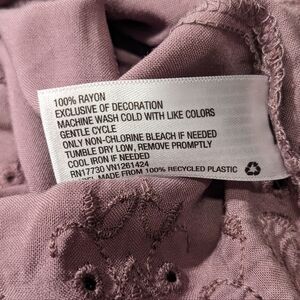 100% RAYON
EXCLUSIVE OF DECORATION
MACHINE WASH COLD WITH LIKE COLORS
GENTLE CYCLE
ONLY NON-CHLORINE BLEACH IF NEEDED
TUMBLE DRY LOW, REMOVE PROMPTLY
COOL IRON IF NEEDED
RN17730 VN1261424
MADE FROM 100% RECYCLED PLASTIC